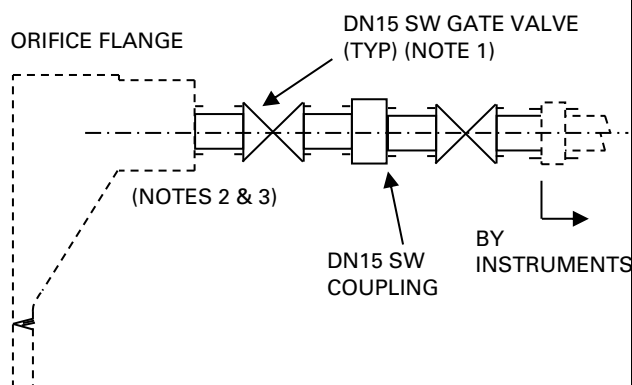 DN15 SW GATE VALVE
(TYP) (NOTE 1)
ORIFICE FLANGE
(NOTES 2 & 3)
DN15 SW
COUPLING
BY
INSTRUMENTS